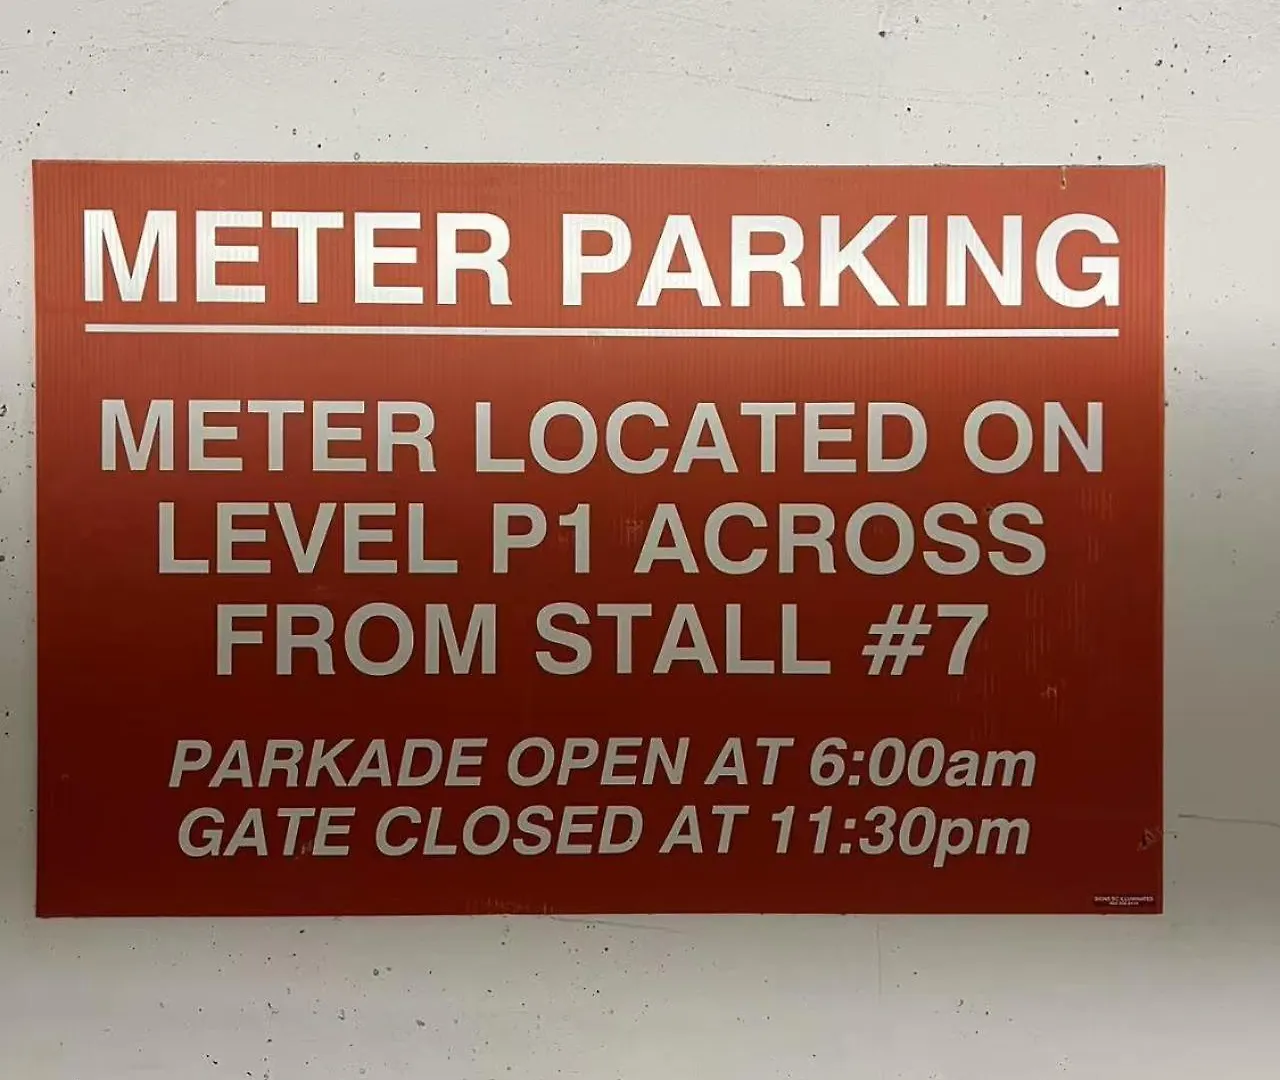 METER PARKING
METER LOCATED ON
LEVEL P1 ACROSS
FROM STALL #7
PARKADE OPEN AT 6:00am
GATE CLOSED AT 11:30pm